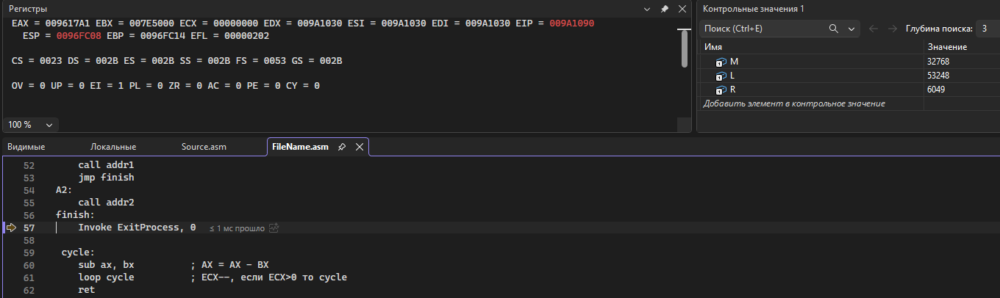 Регистры
EAX = 009617A1 EBX = 007E5000 ECX = 00000000 EDX = 009A1030 ESI = 009A1030 EDI = 009A1030 EIP = 009A1090
ESP = 0096FC08 EBP = 0096FC14 EFL = 00000202
CS = 0023 DS = 002B ES = 002B SS = 002B FS = 0053 GS = 002B
OV = 0 UP = 0 EI = 1 PL = 0 ZR = 0 AC = 0 PE = 0 CY = 0
100 %
Контрольные значения 1
Поиск (Ctrl+E) Глубина поиска: 3
Имя Значение
M 32768
L 53248
R 6049
Добавить элемент в контрольное значение
Видимые Локальные Source.asm FileName.asm
52 call addr1
53 jmp finish
54 A2:
55 call addr2
56 finish:
57 Invoke ExitProcess, 0 ≤ 1 мс прошло
58
59 cycle:
60 sub ax, bx ; AX = AX - BX
61 loop cycle ; ECX--, если ECX>0 то cycle
62 ret